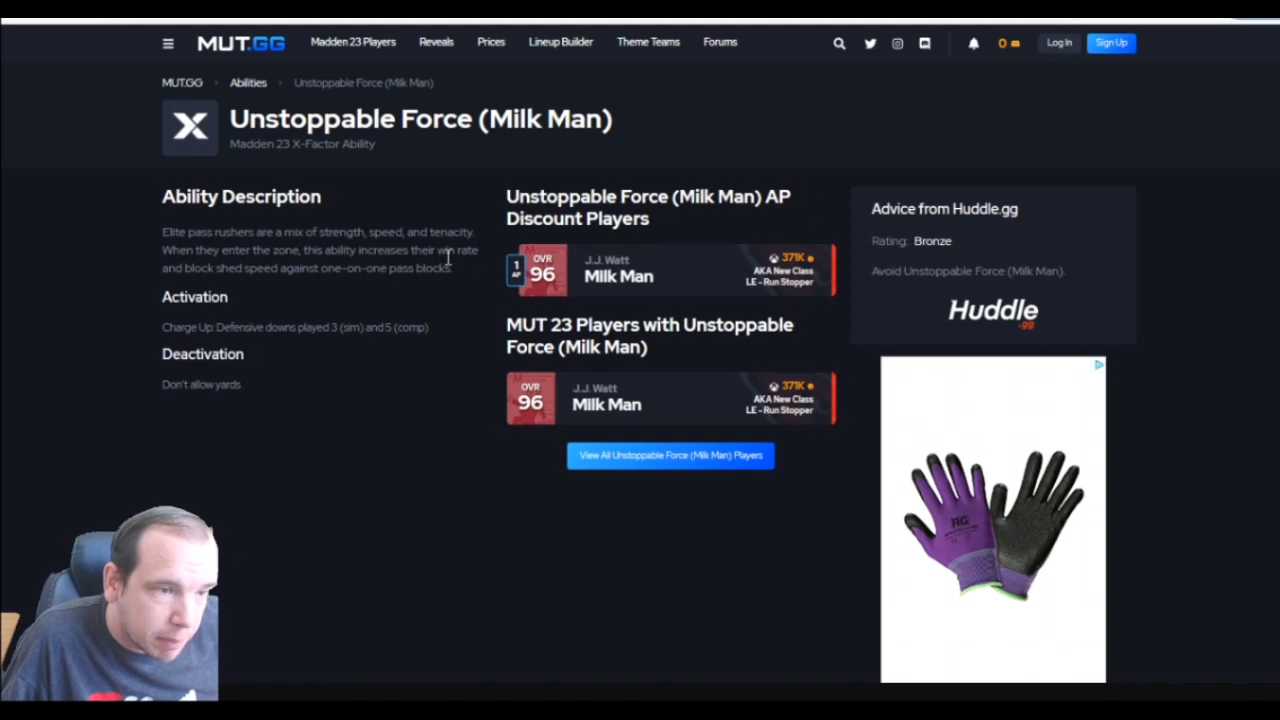 MUT.GG
Madden 23 Players
Reveals
Prices
Lineup Builder
Theme Teams
Forums
0
Log In
Sign Up
MUT.GG
Abilities
Unstoppable Force (Milk Man)
X
Unstoppable Force (Milk Man)
Madden 23 X-Factor Ability
Ability Description
Elite pass rushers are a mix of strength, speed, and tenacity.
When they enter the zone, this ability increases their win rate
and block shed speed against one-on-one pass blocks.
Activation
Charge Up: Defensive downs played 3 (sim) and 5 (comp)
Deactivation
Don't allow yards
Unstoppable Force (Milk Man) AP
Discount Players
1
AP
OVR
96
J.J. Watt
Milk Man
371K
AKA New Class
LE - Run Stopper
MUT 23 Players with Unstoppable
Force (Milk Man)
OVR
96
J.J. Watt
Milk Man
371K
AKA New Class
LE - Run Stopper
View All Unstoppable Force (Milk Man) Players
Advice from Huddle.gg
Rating: Bronze
Avoid Unstoppable Force (Milk Man).
Huddle
.gg
AG